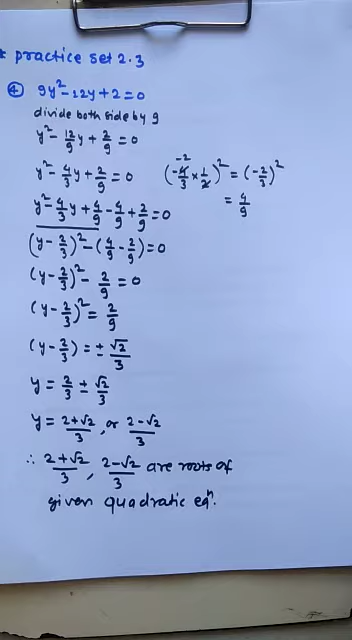 * practice set 2.3
④ 9y² - 12y + 2 = 0
divide both side by 9
y² - 12/9 y + 2/9 = 0
y² - 4/3 y + 2/9 = 0 (-4/3 × 1/2)² = (-2/3)²
-2
= 4/9
y² - 4/3 y + 4/9 - 4/9 + 2/9 = 0
(y - 2/3)² - (4/9 - 2/9) = 0
(y - 2/3)² - 2/9 = 0
(y - 2/3)² = 2/9
(y - 2/3) = ± √2/3
y = 2/3 ± √2/3
y = 2+√2/3, or 2-√2/3
∴ 2+√2/3, 2-√2/3 are roots of
given quadratic eqⁿ.